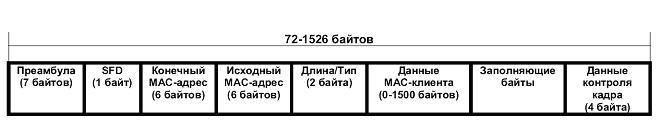 72-1526 байтов
Преамбула
(7 байтов)
SFD
(1 байт)
Конечный
MAC-адрес
(6 байтов)
Исходный
MAC-адрес
(6 байтов)
Длина/Тип
(2 байта)
Данные
MAC-клиента
(0-1500 байтов)
Заполняющие
байты
Данные
контроля
кадра
(4 байта)